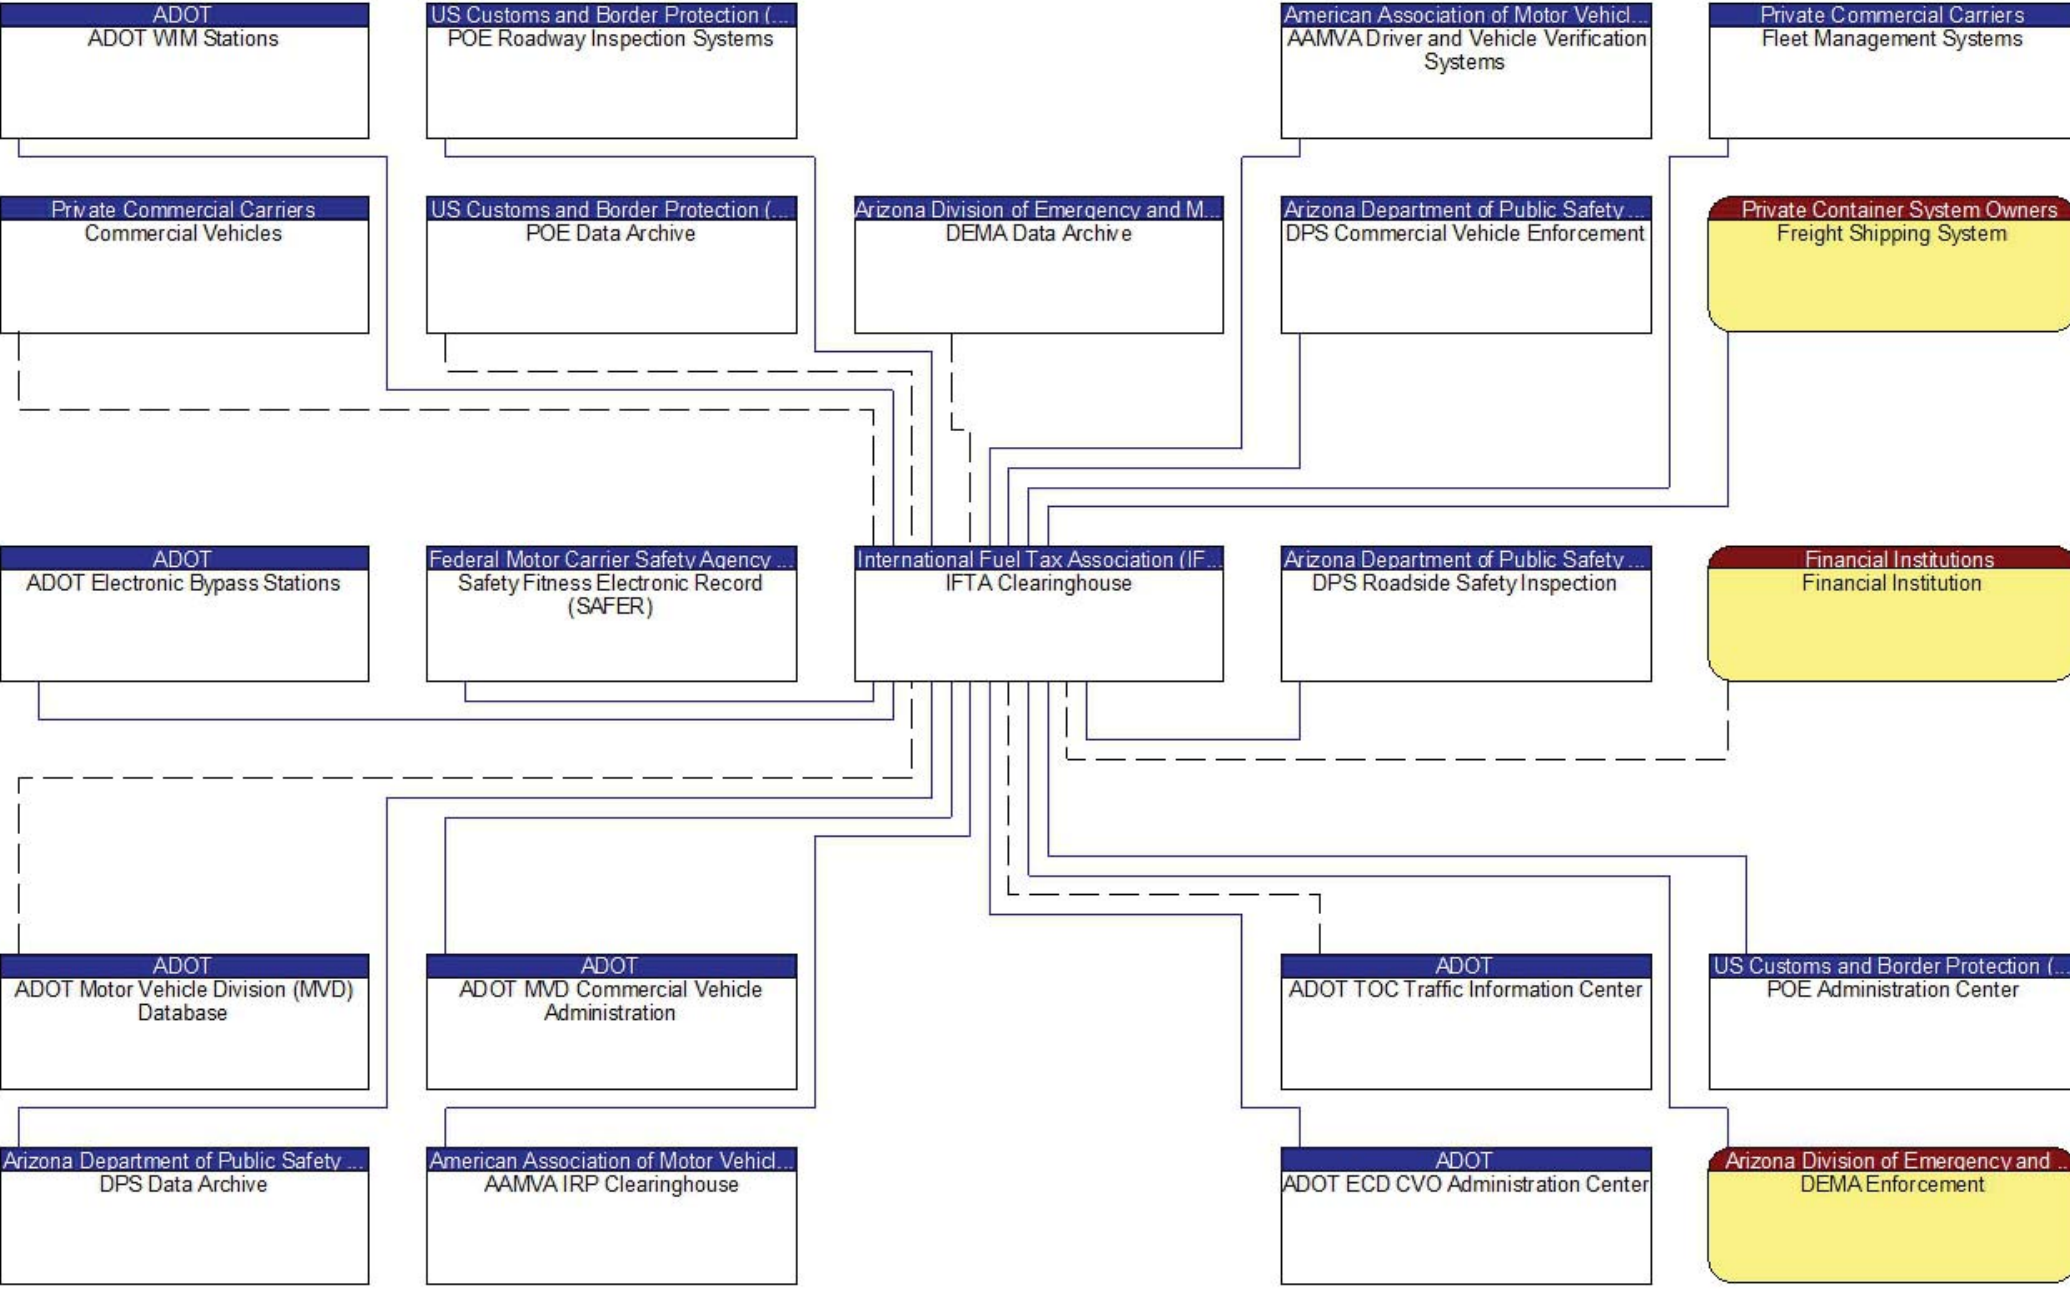 ADOT
ADOT WIM Stations
US Customs and Border Protection (...
POE Roadway Inspection Systems
American Association of Motor Vehicl...
AAMVA Driver and Vehicle Verification
Systems
Private Commercial Carriers
Fleet Management Systems
Private Commercial Carriers
Commercial Vehicles
US Customs and Border Protection (...
POE Data Archive
Arizona Division of Emergency and M...
DEMA Data Archive
Arizona Department of Public Safety ...
DPS Commercial Vehicle Enforcement
Private Container System Owners
Freight Shipping System
ADOT
ADOT Electronic Bypass Stations
Federal Motor Carrier Safety Agency ...
Safety Fitness Electronic Record
(SAFER)
International Fuel Tax Association (IF...
IFTA Clearinghouse
Arizona Department of Public Safety ...
DPS Roadside Safety Inspection
Financial Institutions
Financial Institution
ADOT
ADOT Motor Vehicle Division (MVD)
Database
ADOT
ADOT MVD Commercial Vehicle
Administration
ADOT
ADOT TOC Traffic Information Center
US Customs and Border Protection (...
POE Administration Center
Arizona Department of Public Safety ...
DPS Data Archive
American Association of Motor Vehicl...
AAMVA IRP Clearinghouse
ADOT
ADOT ECD CVO Administration Center
Arizona Division of Emergency and ...
DEMA Enforcement